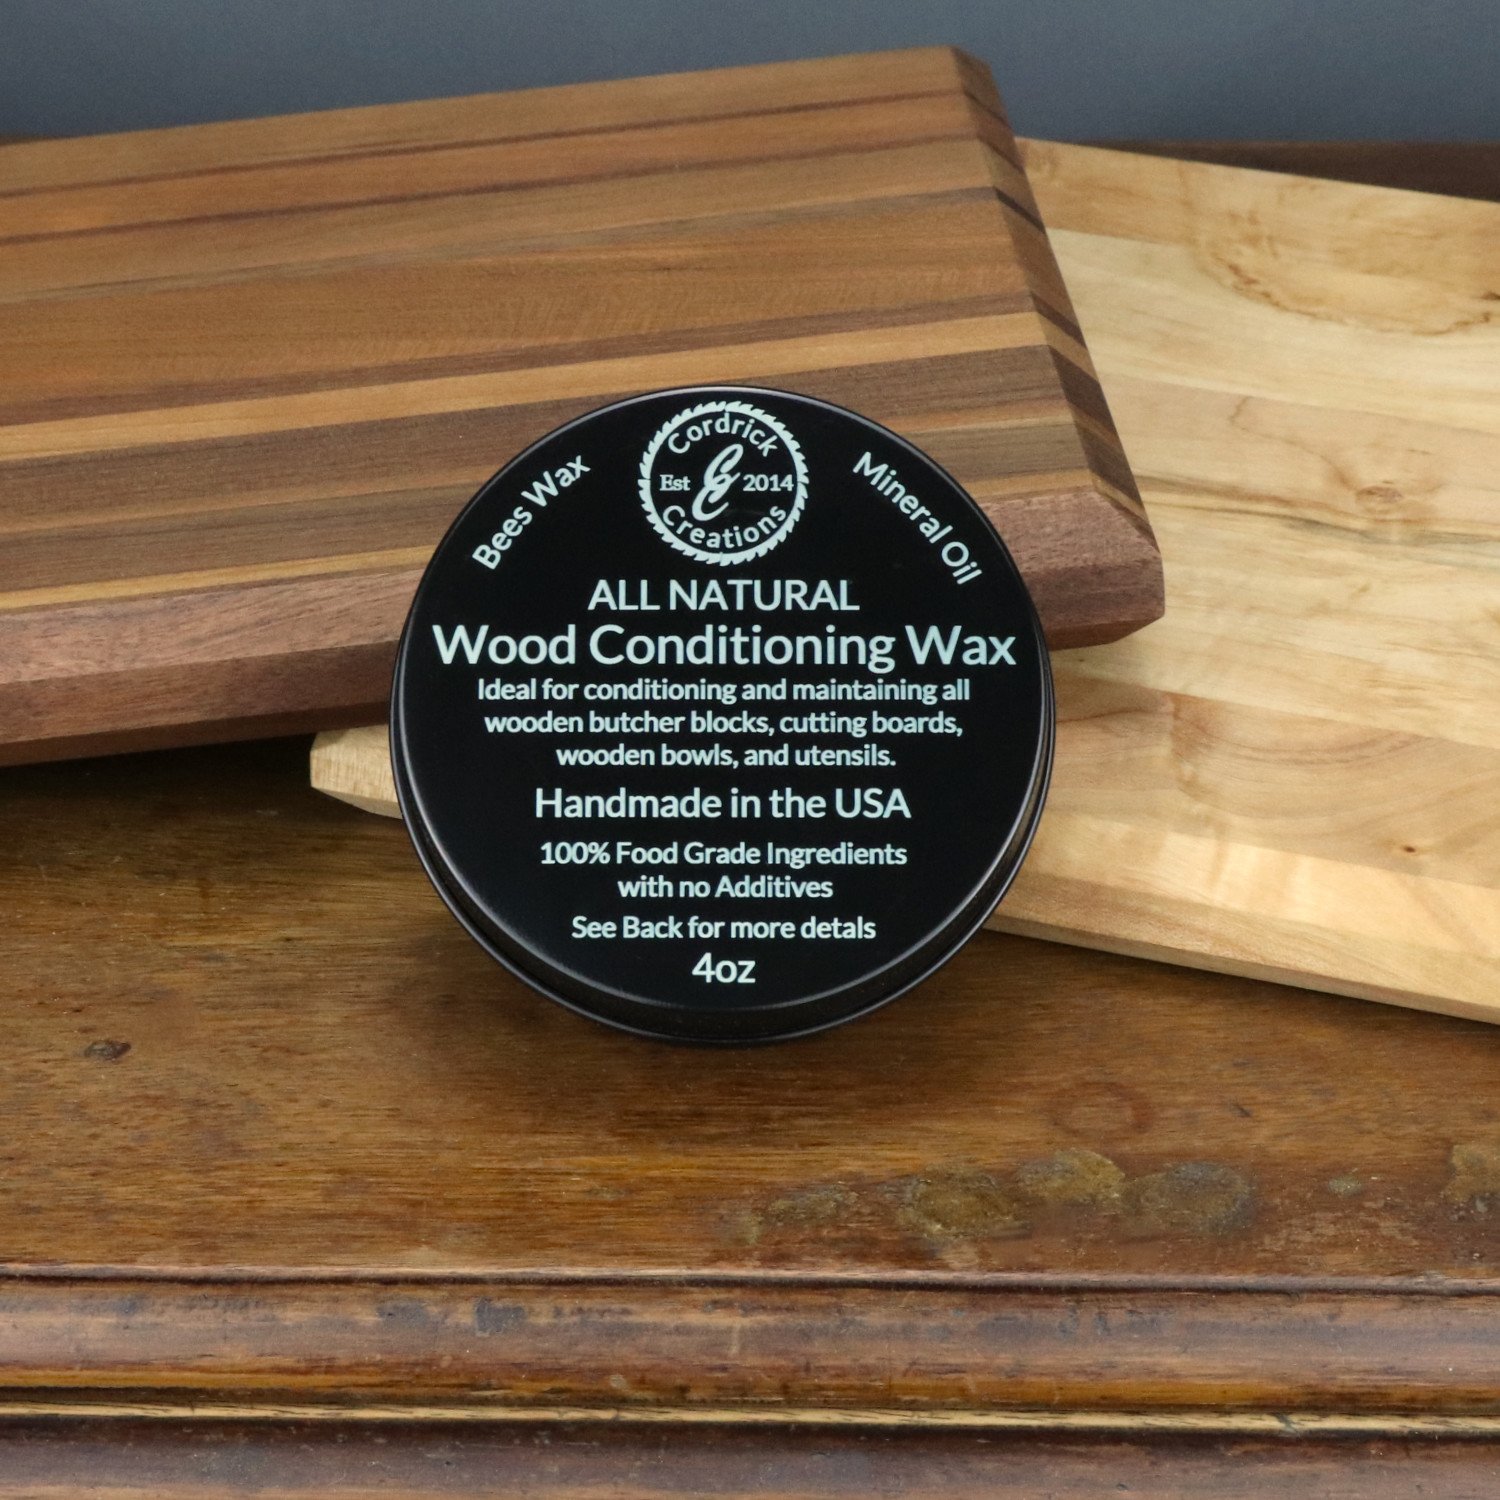 Cordrick
Est 2014
Creations
Bees Wax
Mineral Oil
ALL NATURAL
Wood Conditioning Wax
Ideal for conditioning and maintaining all
wooden butcher blocks, cutting boards,
wooden bowls, and utensils.
Handmade in the USA
100% Food Grade Ingredients
with no Additives
See Back for more detals
4oz